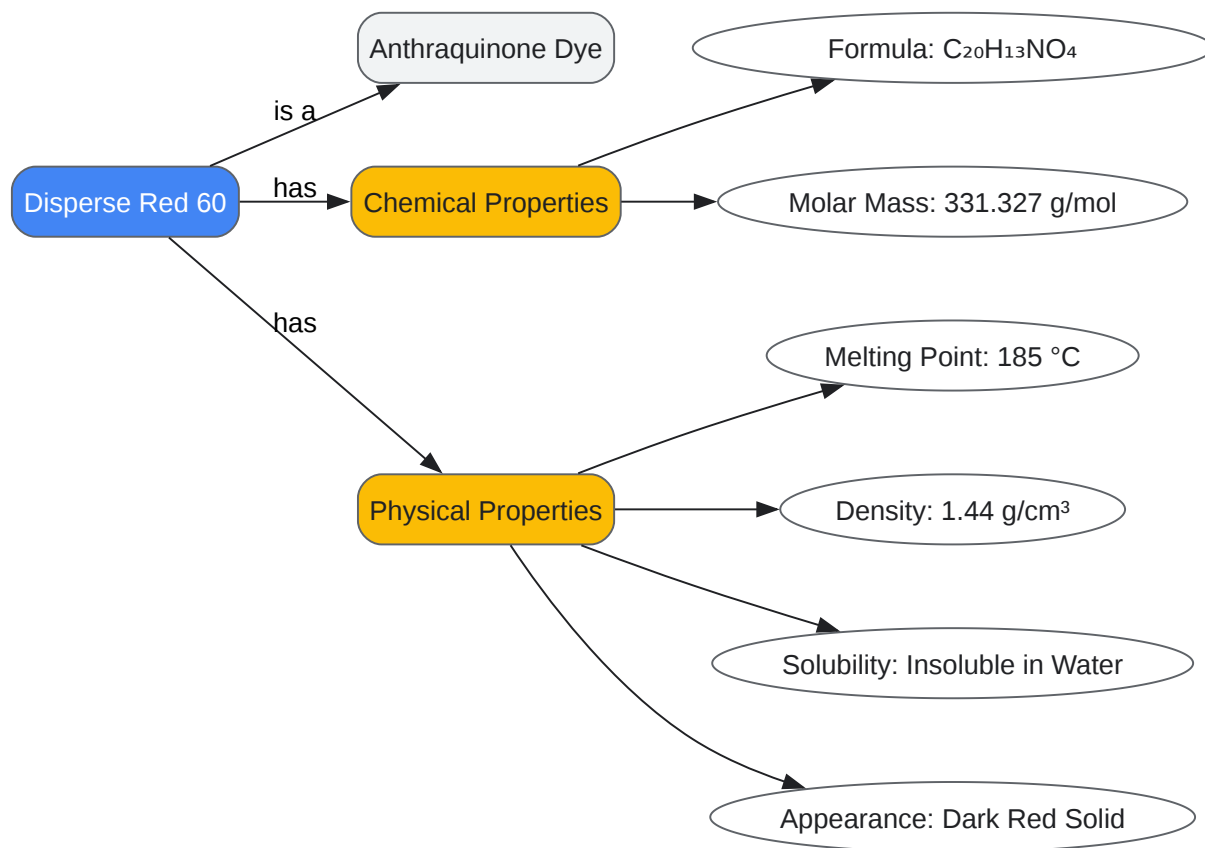 Anthraquinone Dye
Formula: C₂₀H₁₃NO₄
is a
Disperse Red 60
has
Chemical Properties
Molar Mass: 331.327 g/mol
has
Melting Point: 185 °C
Physical Properties
Density: 1.44 g/cm³
Solubility: Insoluble in Water
Appearance: Dark Red Solid